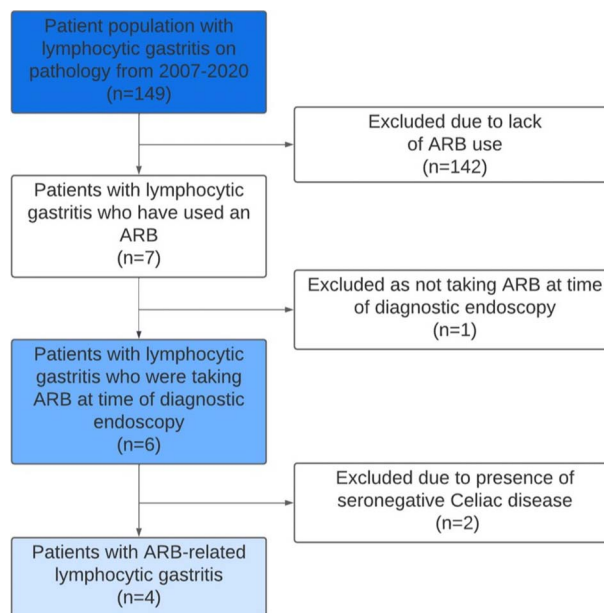 Patient population with
lymphocytic gastritis on
pathology from 2007-2020
(n=149)
Excluded due to lack
of ARB use
(n=142)
Patients with lymphocytic
gastritis who have used an
ARB
(n=7)
Excluded as not taking ARB at time
of diagnostic endoscopy
(n=1)
Patients with lymphocytic
gastritis who were taking
ARB at time of diagnostic
endoscopy
(n=6)
Excluded due to presence of
seronegative Celiac disease
(n=2)
Patients with ARB-related
lymphocytic gastritis
(n=4)